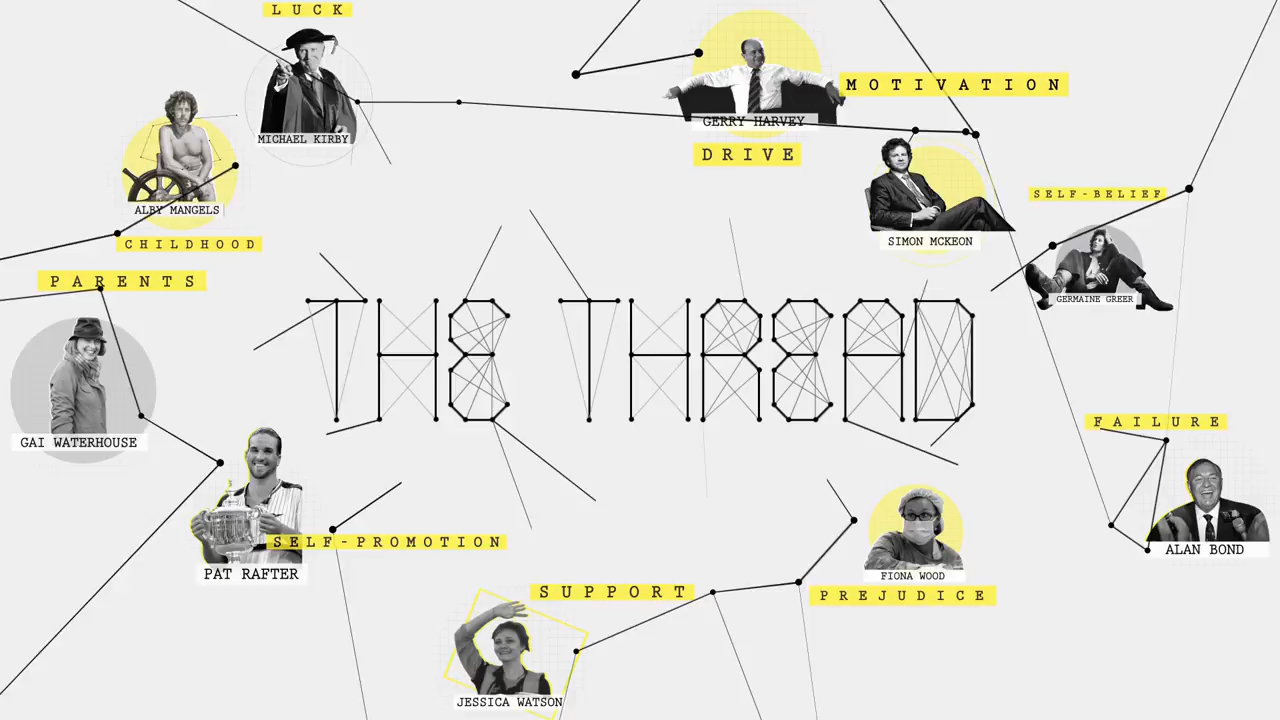 LUCK
MICHAEL KIRBY
GERRY HARVEY
MOTIVATION
DRIVE
ALBY MANGELS
CHILDHOOD
SIMON MCKEON
SELF-BELIEF
GERMAINE GREER
PARENTS
GAI WATERHOUSE
THE THREAD
FAILURE
ALAN BOND
PAT RAFTER
SELF-PROMOTION
SUPPORT
JESSICA WATSON
FIONA WOOD
PREJUDICE